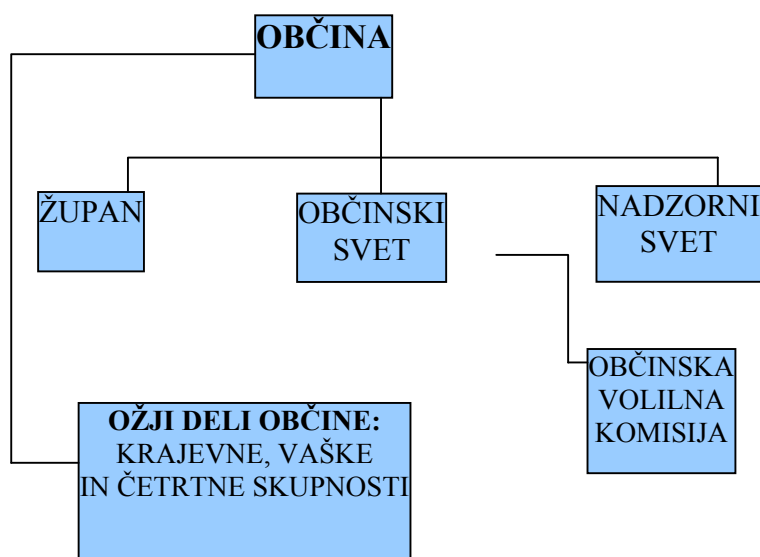 OBČINA
ŽUPAN
OBČINSKI
SVET
NADZORNI
SVET
OBČINSKA
VOLILNA
KOMISIJA
OŽJI DELI OBČINE:
KRAJEVNE, VAŠKE
IN ČETRTNE SKUPNOSTI